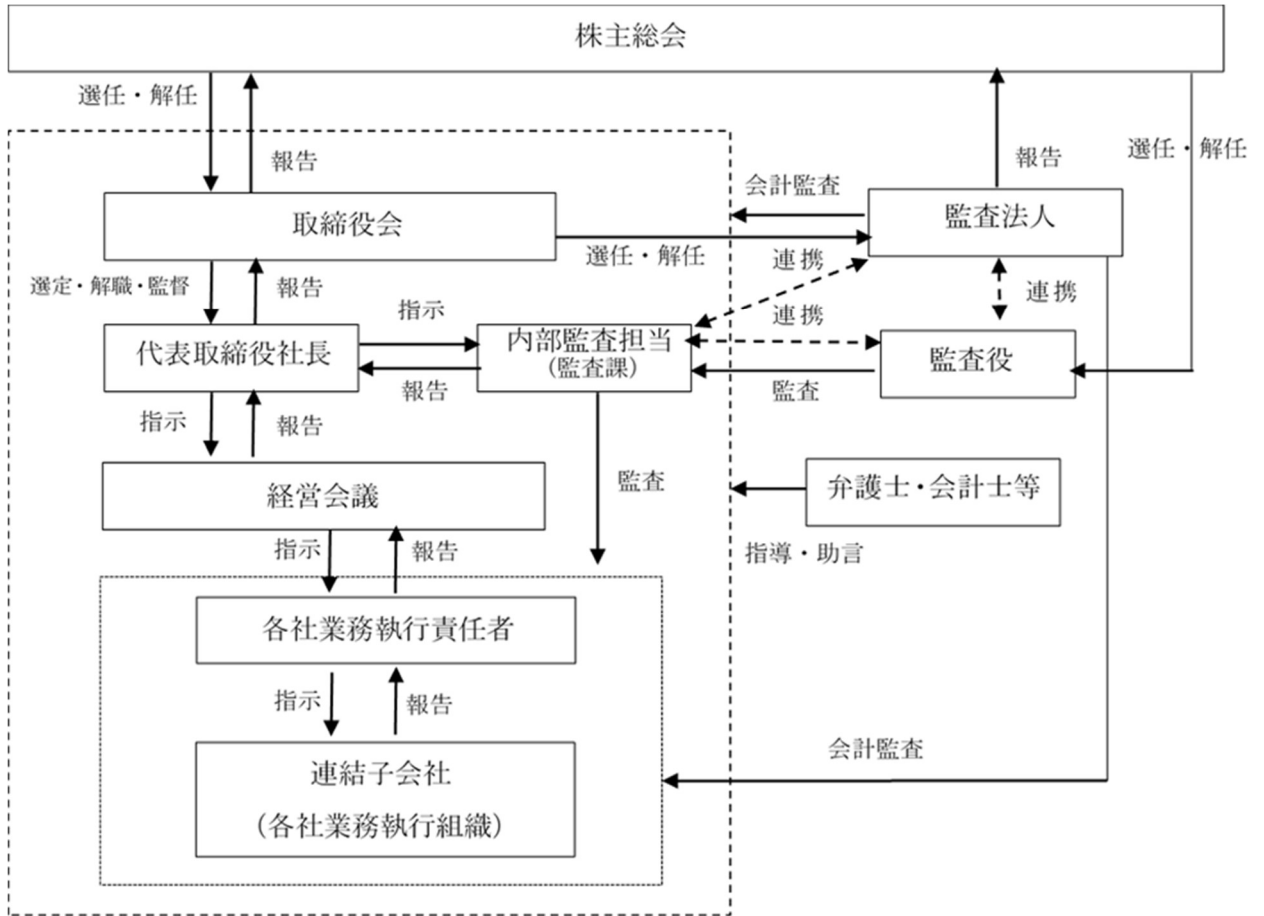 株主総会
選任・解任
報告
報告
選任・解任
会計監査
監査法人
取締役会
選任・解任
連携
選定・解職・監督
報告
指示
連携
連携
代表取締役社長
内部監査担当
（監査課）
監査役
報告
監査
指示
報告
監査
弁護士・会計士等
経営会議
指示
報告
指導・助言
各社業務執行責任者
指示
報告
会計監査
連結子会社
（各社業務執行組織）